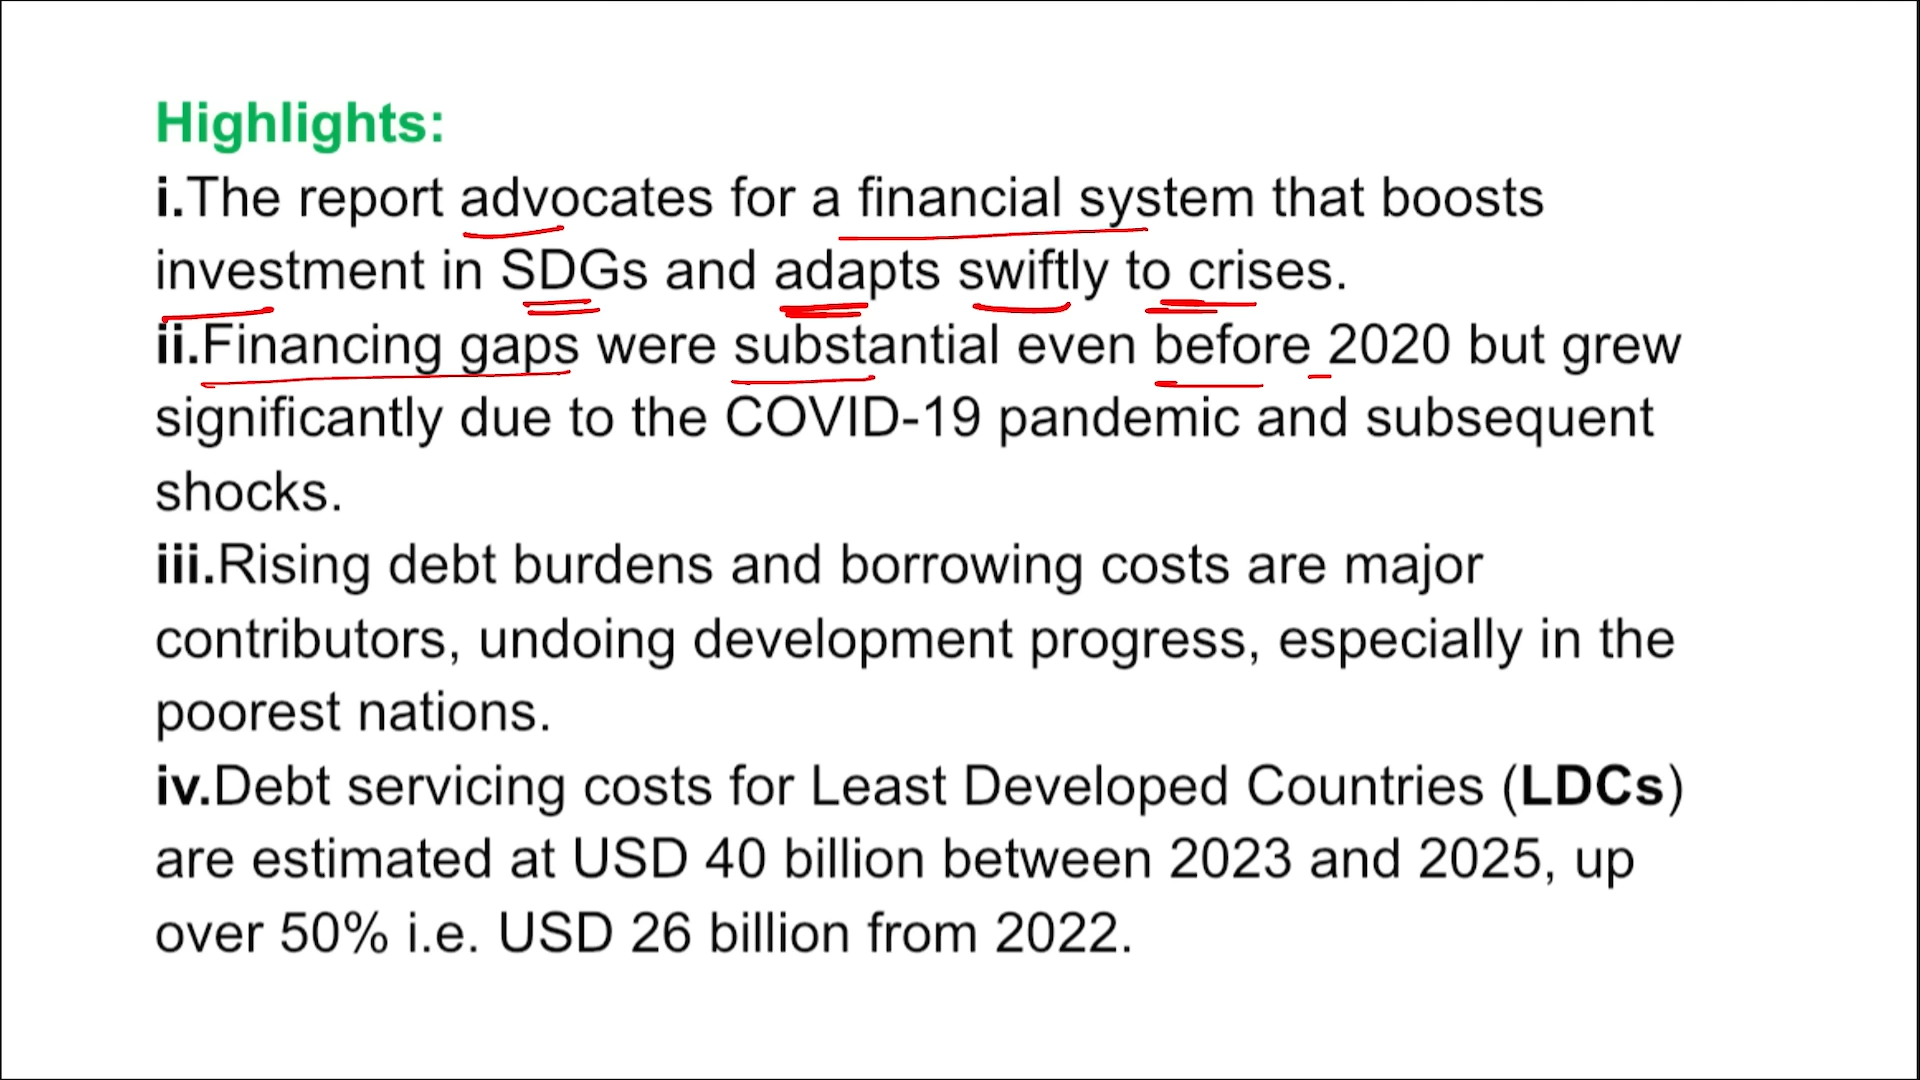 Highlights:
i.The report advocates for a financial system that boosts
investment in SDGs and adapts swiftly to crises.
ii.Financing gaps were substantial even before 2020 but grew
significantly due to the COVID-19 pandemic and subsequent
shocks.
iii.Rising debt burdens and borrowing costs are major
contributors, undoing development progress, especially in the
poorest nations.
iv.Debt servicing costs for Least Developed Countries (LDCs)
are estimated at USD 40 billion between 2023 and 2025, up
over 50% i.e. USD 26 billion from 2022.